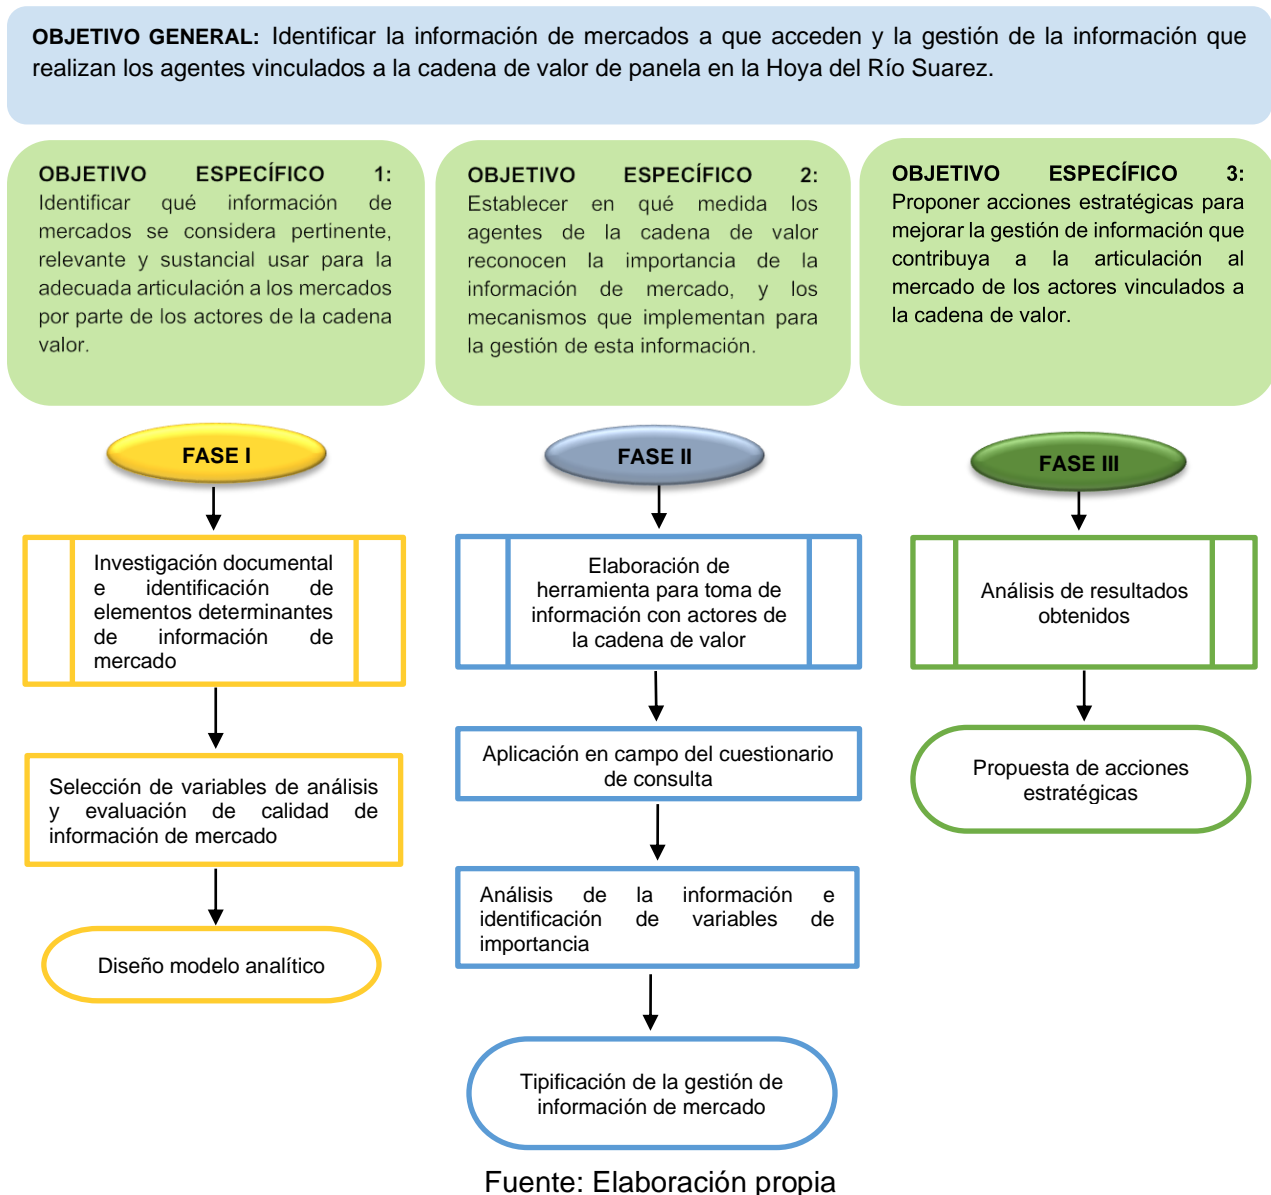 OBJETIVO GENERAL: Identificar la información de mercados a que acceden y la gestión de la información que
realizan los agentes vinculados a la cadena de valor de panela en la Hoya del Río Suarez.
OBJETIVO ESPECÍFICO 1:
Identificar qué información de
mercados se considera pertinente,
relevante y sustancial usar para la
adecuada articulación a los mercados
por parte de los actores de la cadena
valor.
OBJETIVO ESPECÍFICO 2:
Establecer en qué medida los
agentes de la cadena de valor
reconocen la importancia de la
información de mercado, y los
mecanismos que implementan para
la gestión de esta información.
OBJETIVO ESPECÍFICO 3:
Proponer acciones estratégicas para
mejorar la gestión de información que
contribuya a la articulación al
mercado de los actores vinculados a
la cadena de valor.
FASE I
Investigación documental
e identificación de
elementos determinantes
de información de
mercado
Selección de variables de análisis
y evaluación de calidad de
información de mercado
Diseño modelo analítico
FASE II
Elaboración de
herramienta para toma de
información con actores de
la cadena de valor
Aplicación en campo del cuestionario
de consulta
Análisis de la información e
identificación de variables de
importancia
Tipificación de la gestión de
información de mercado
FASE III
Análisis de resultados
obtenidos
Propuesta de acciones
estratégicas
Fuente: Elaboración propia